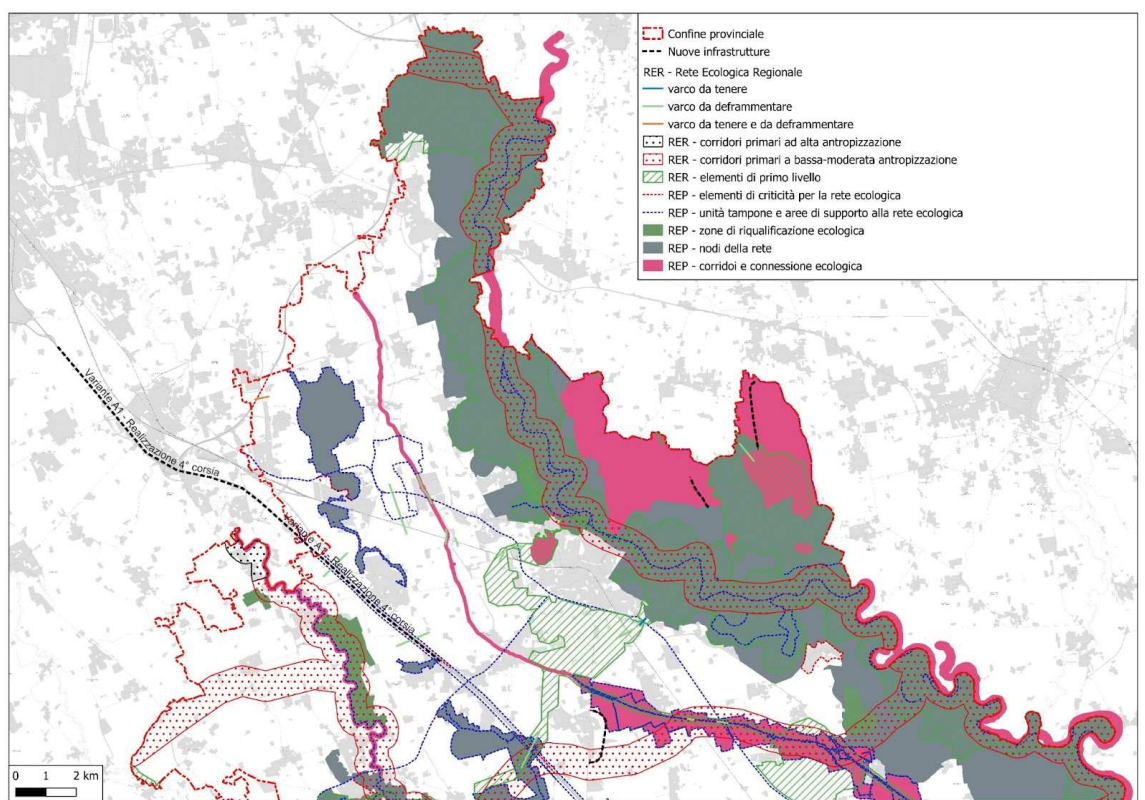 Confine provinciale
Nuove infrastrutture
RER - Rete Ecologica Regionale
varco da tenere
varco da deframmentare
varco da tenere e da deframmentare
RER - corridori primari ad alta antropizzazione
RER - corridori primari a bassa-moderata antropizzazione
RER - elementi di primo livello
REP - elementi di criticità per la rete ecologica
REP - unità tampone e aree di supporto alla rete ecologica
REP - zone di riqualificazione ecologica
REP - nodi della rete
REP - corridoi e connessione ecologica
Variante A1 - Realizzazione 4° corsia
Variante A1 - Realizzazione 4° corsia
0 1 2 km